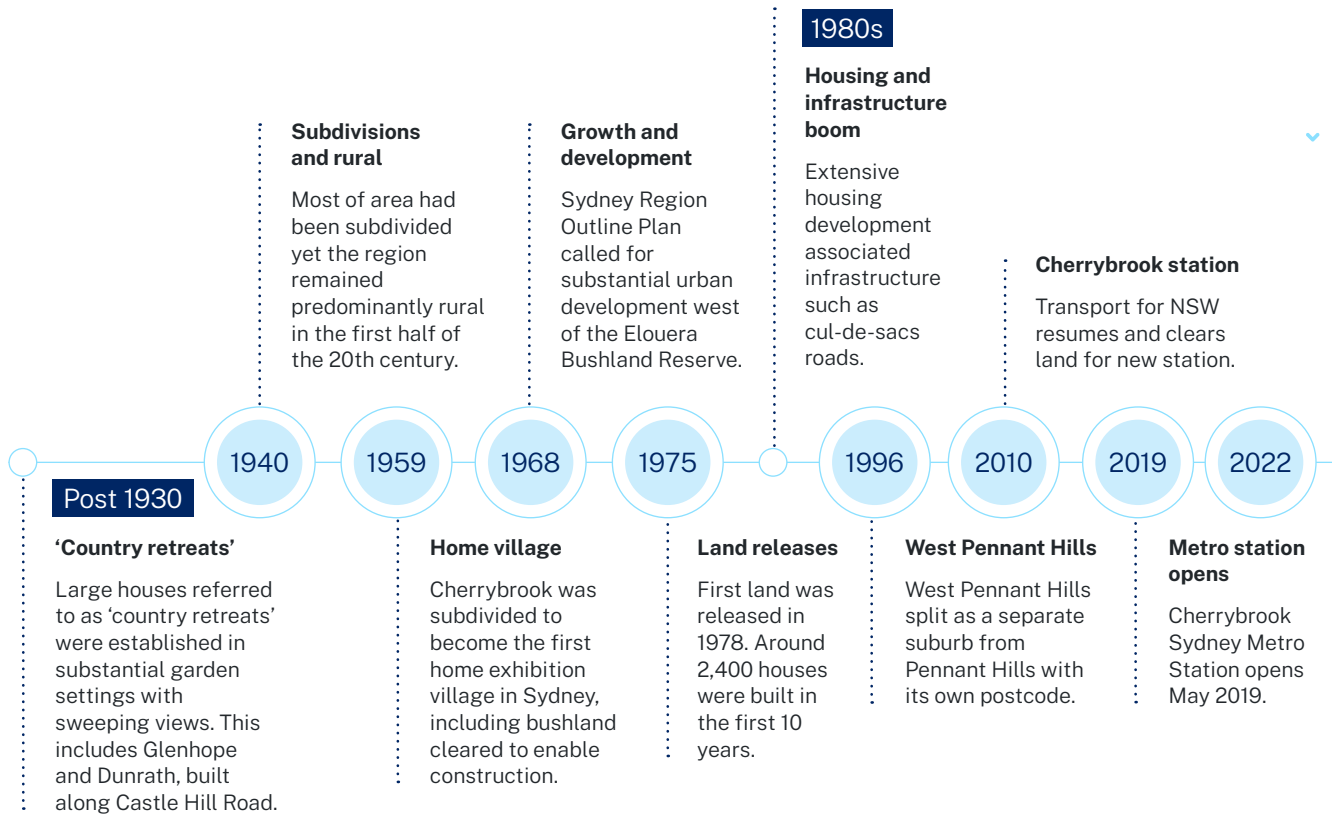 Post 1930
‘Country retreats’
Large houses referred
to as ‘country retreats’
were established in
substantial garden
settings with
sweeping views. This
includes Glenhope
and Dunrath, built
along Castle Hill Road.
1940
Subdivisions
and rural
Most of area had
been subdivided
yet the region
remained
predominantly rural
in the first half of
the 20th century.
1959
Home village
Cherrybrook was
subdivided to
become the first
home exhibition
village in Sydney,
including bushland
cleared to enable
construction.
1968
Growth and
development
Sydney Region
Outline Plan
called for
substantial urban
development west
of the Elouera
Bushland Reserve.
1975
Land releases
First land was
released in
1978. Around
2,400 houses
were built in
the first 10
years.
1980s
Housing and
infrastructure
boom
Extensive
housing
development
associated
infrastructure
such as
cul-de-sacs
roads.
1996
West Pennant Hills
West Pennant Hills
split as a separate
suburb from
Pennant Hills with
its own postcode.
2010
Cherrybrook station
Transport for NSW
resumes and clears
land for new station.
2019
Metro station
opens
Cherrybrook
Sydney Metro
Station opens
May 2019.
2022